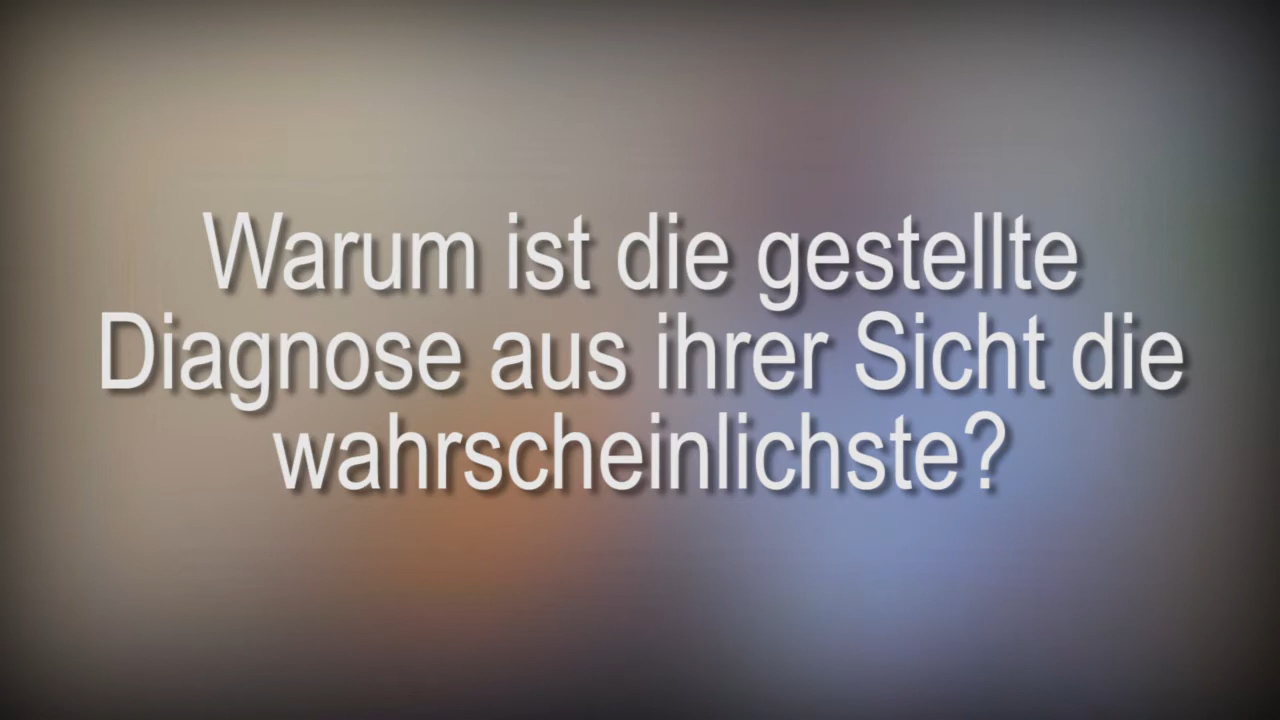 Warum ist die gestellte
Diagnose aus ihrer Sicht die
wahrscheinlichste?